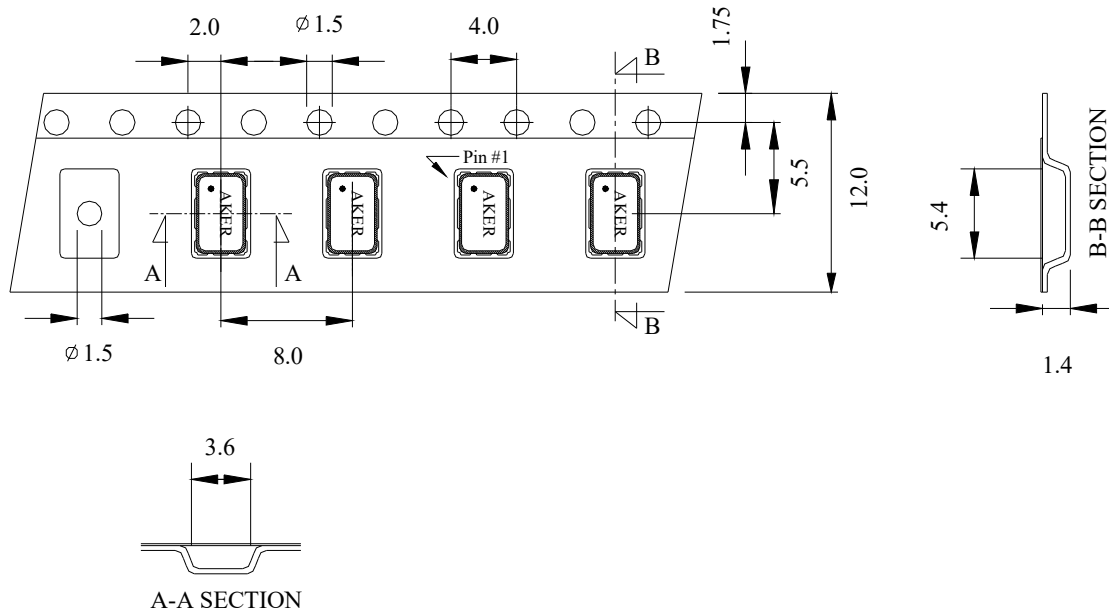 2.0
⌀ 1.5
4.0
1.75
B
Pin #1
5.5
12.0
AKER
AKER
AKER
AKER
5.4
B-B SECTION
A
A
B
⌀ 1.5
8.0
1.4
3.6
A-A SECTION